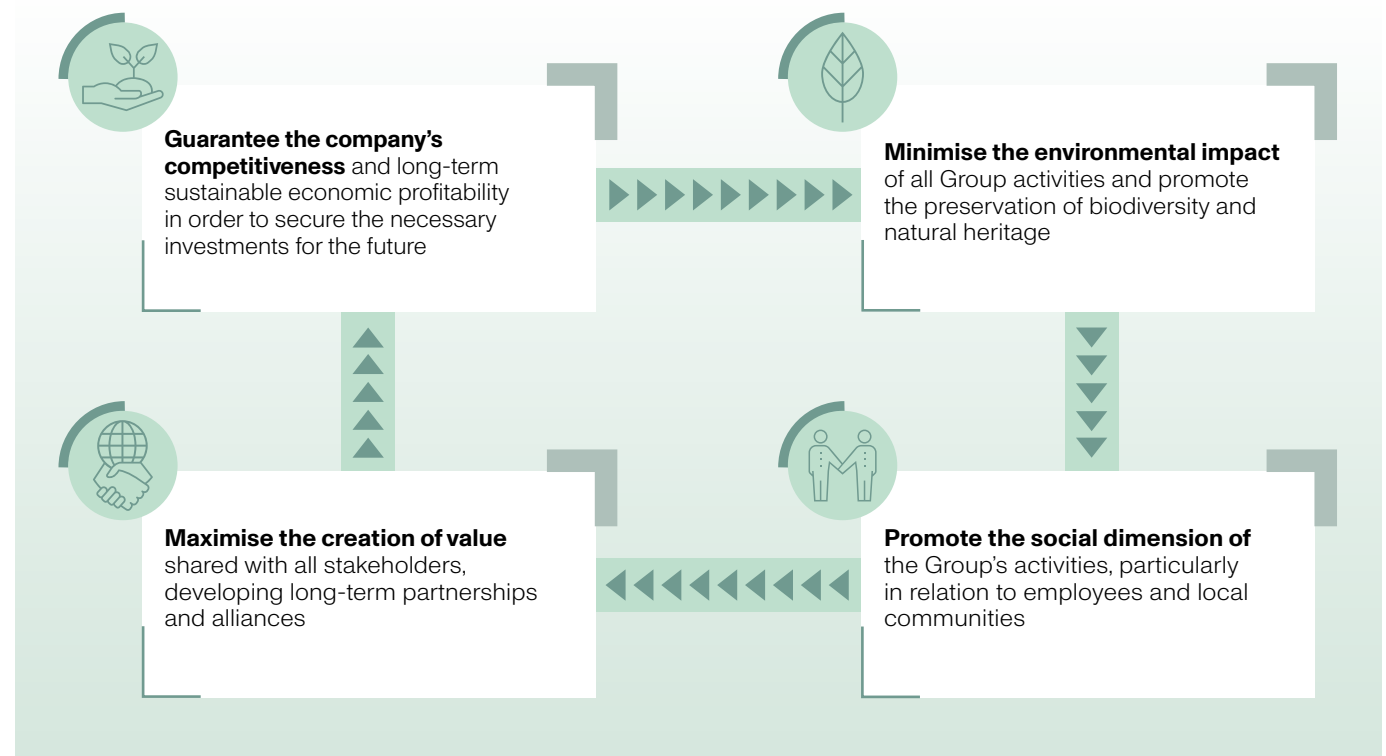 Guarantee the company's
competitiveness and long-term
sustainable economic profitability
in order to secure the necessary
investments for the future
Minimise the environmental impact
of all Group activities and promote
the preservation of biodiversity and
natural heritage
Maximise the creation of value
shared with all stakeholders,
developing long-term partnerships
and alliances
Promote the social dimension of
the Group's activities, particularly
in relation to employees and local
communities